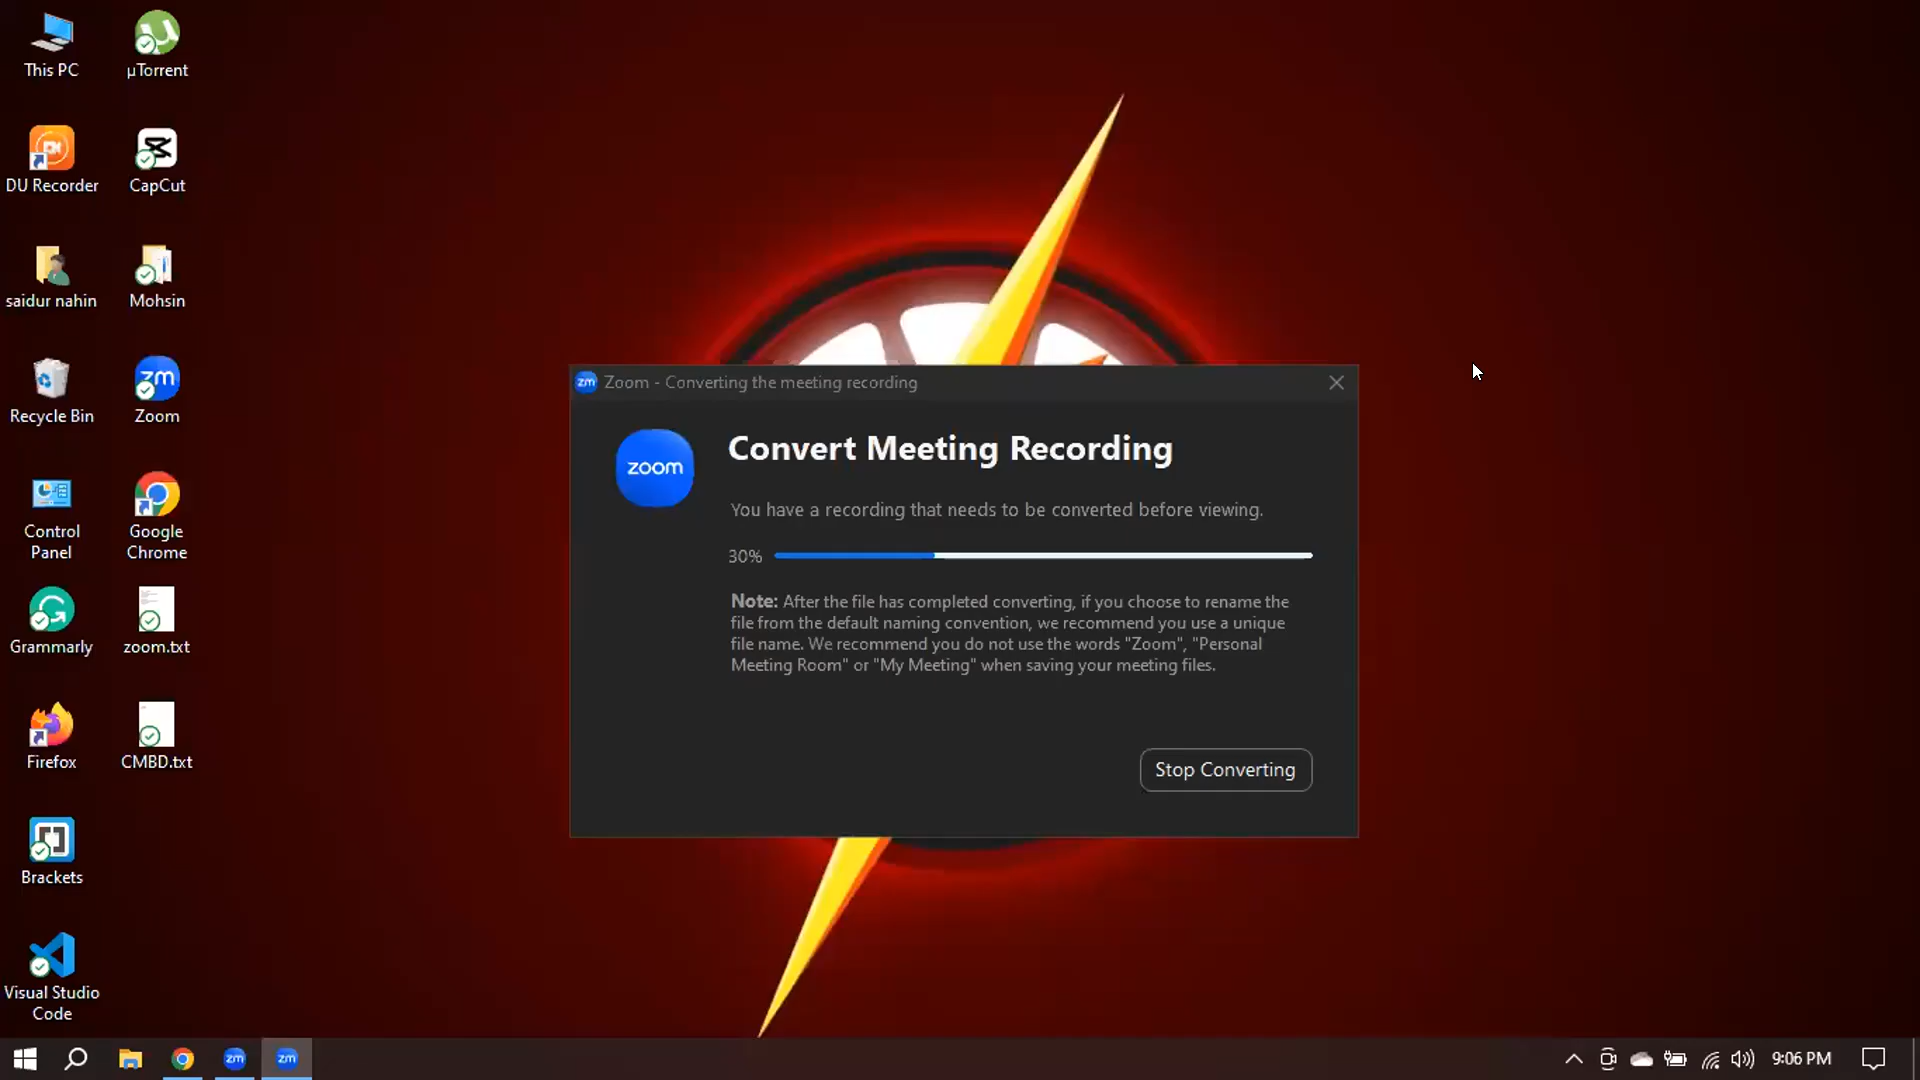 This PC
µTorrent
DU Recorder
CapCut
saidur nahin
Mohsin
Recycle Bin
zm
Zoom
Control
Panel
Google
Chrome
Grammarly
zoom.txt
Firefox
CMBD.txt
Brackets
Visual Studio
Code
zm Zoom - Converting the meeting recording
zoom
Convert Meeting Recording
You have a recording that needs to be converted before viewing.
30%
Note: After the file has completed converting, if you choose to rename the
file from the default naming convention, we recommend you use a unique
file name. We recommend you do not use the words "Zoom", "Personal
Meeting Room" or "My Meeting" when saving your meeting files.
Stop Converting
zm
zm
9:06 PM